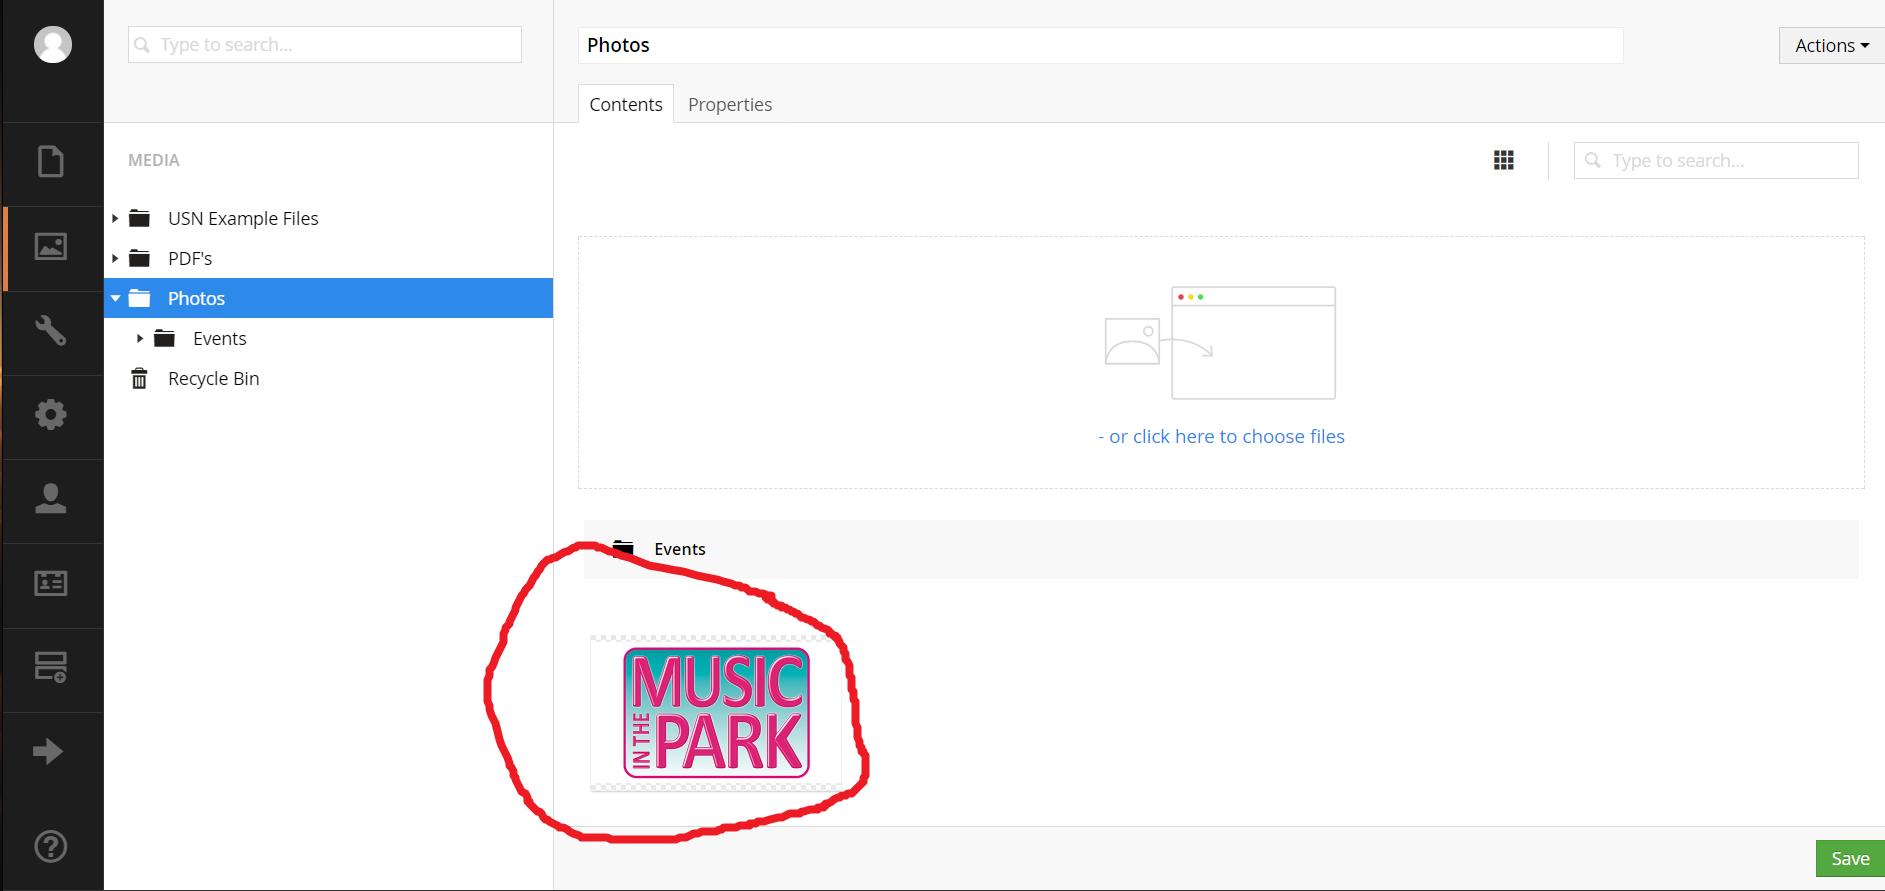 Type to search...
Photos
Actions
Contents
Properties
MEDIA
Type to search...
USN Example Files
PDF's
Photos
Events
Recycle Bin
- or click here to choose files
Events
MUSIC
IN THE
PARK
Save